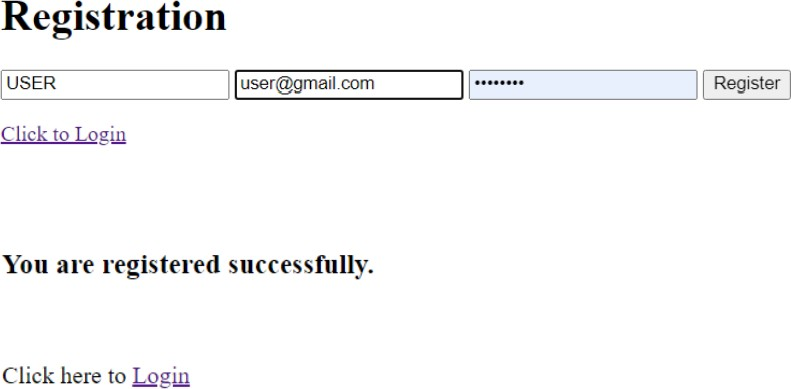 Registration
USER user@gmail.com •••••••• Register
Click to Login
You are registered successfully.
Click here to Login